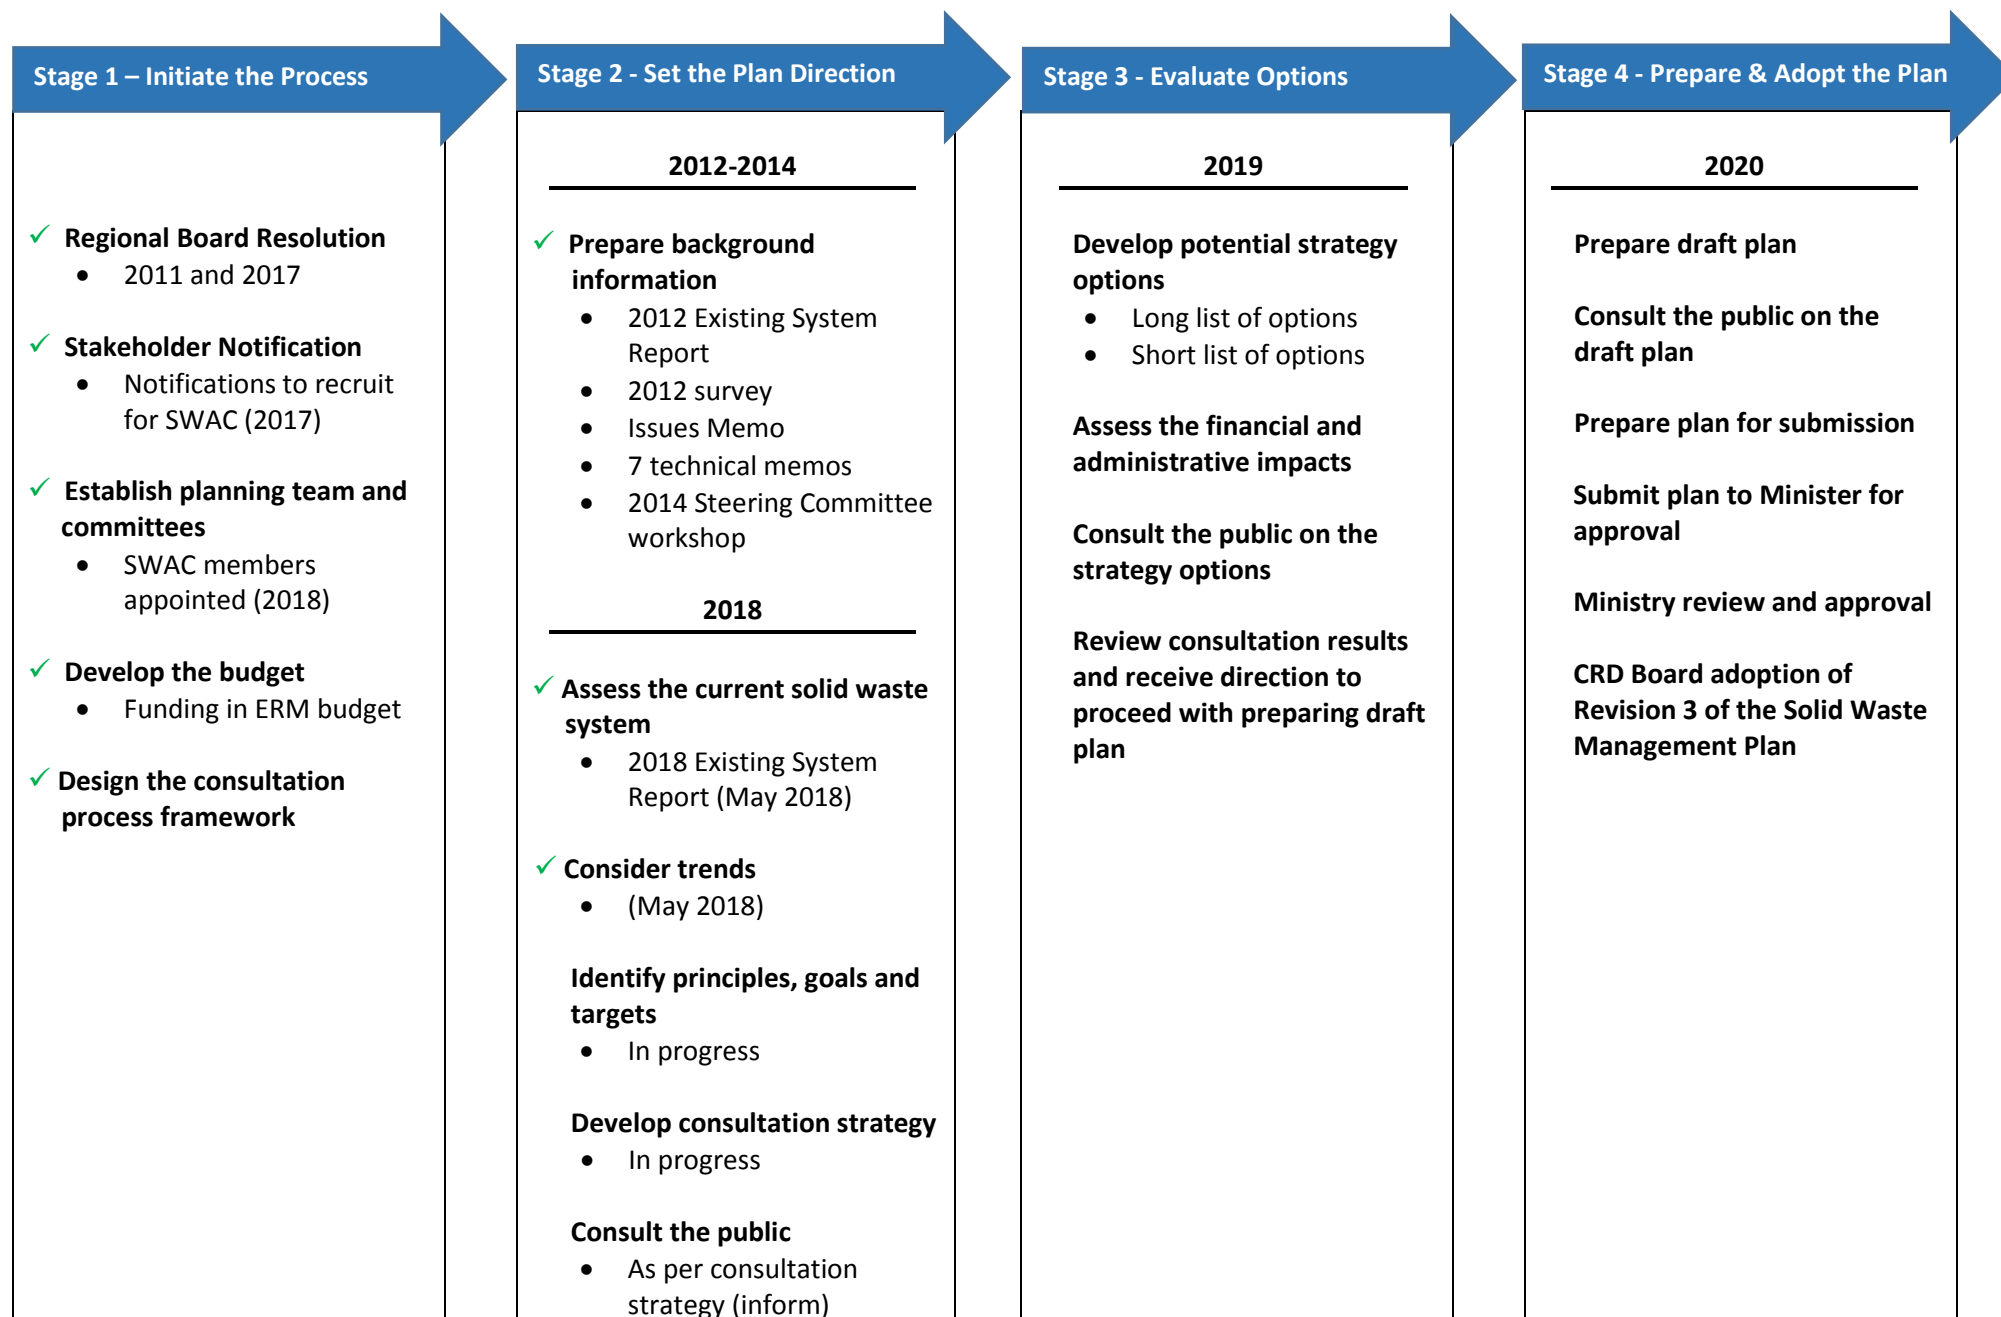 Stage 1 – Initiate the Process
✓ Regional Board Resolution
• 2011 and 2017
✓ Stakeholder Notification
• Notifications to recruit
for SWAC (2017)
✓ Establish planning team and
committees
• SWAC members
appointed (2018)
✓ Develop the budget
• Funding in ERM budget
✓ Design the consultation
process framework
Stage 2 - Set the Plan Direction
2012-2014
✓ Prepare background
information
• 2012 Existing System
Report
• 2012 survey
• Issues Memo
• 7 technical memos
• 2014 Steering Committee
workshop
2018
✓ Assess the current solid waste
system
• 2018 Existing System
Report (May 2018)
✓ Consider trends
• (May 2018)
Identify principles, goals and
targets
• In progress
Develop consultation strategy
• In progress
Consult the public
• As per consultation
strategy (inform)
Stage 3 - Evaluate Options
2019
Develop potential strategy
options
• Long list of options
• Short list of options
Assess the financial and
administrative impacts
Consult the public on the
strategy options
Review consultation results
and receive direction to
proceed with preparing draft
plan
Stage 4 - Prepare & Adopt the Plan
2020
Prepare draft plan
Consult the public on the
draft plan
Prepare plan for submission
Submit plan to Minister for
approval
Ministry review and approval
CRD Board adoption of
Revision 3 of the Solid Waste
Management Plan